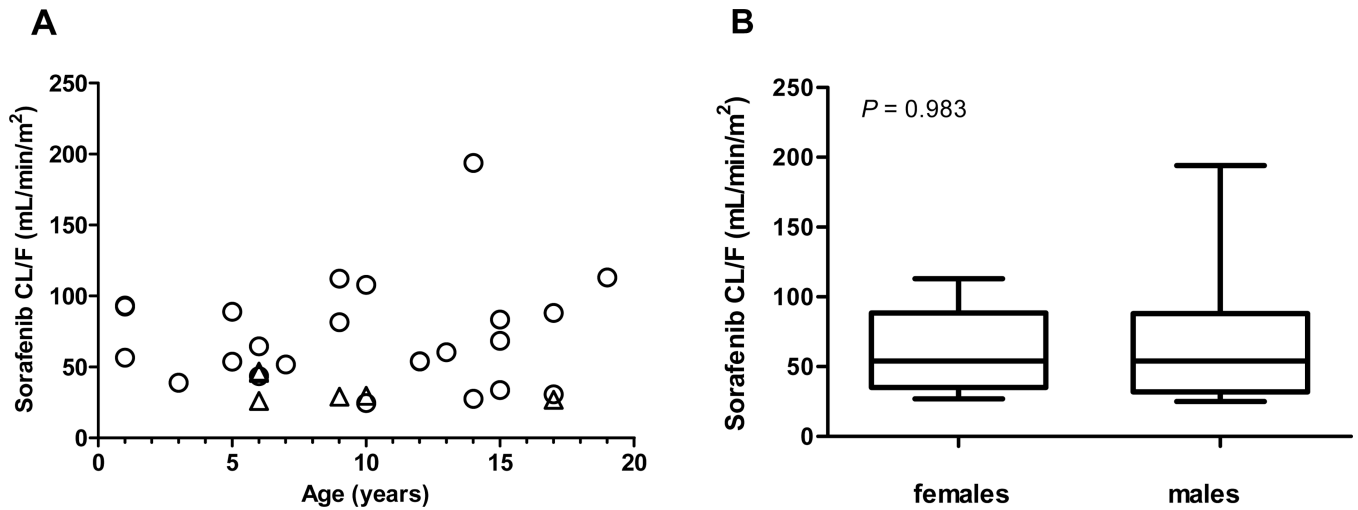 A
Sorafenib CL/F (mL/min/m²)
250
200
150
100
50
0
0 5 10 15 20
Age (years)
B
Sorafenib CL/F (mL/min/m²)
250
200
150
100
50
0
P = 0.983
females males